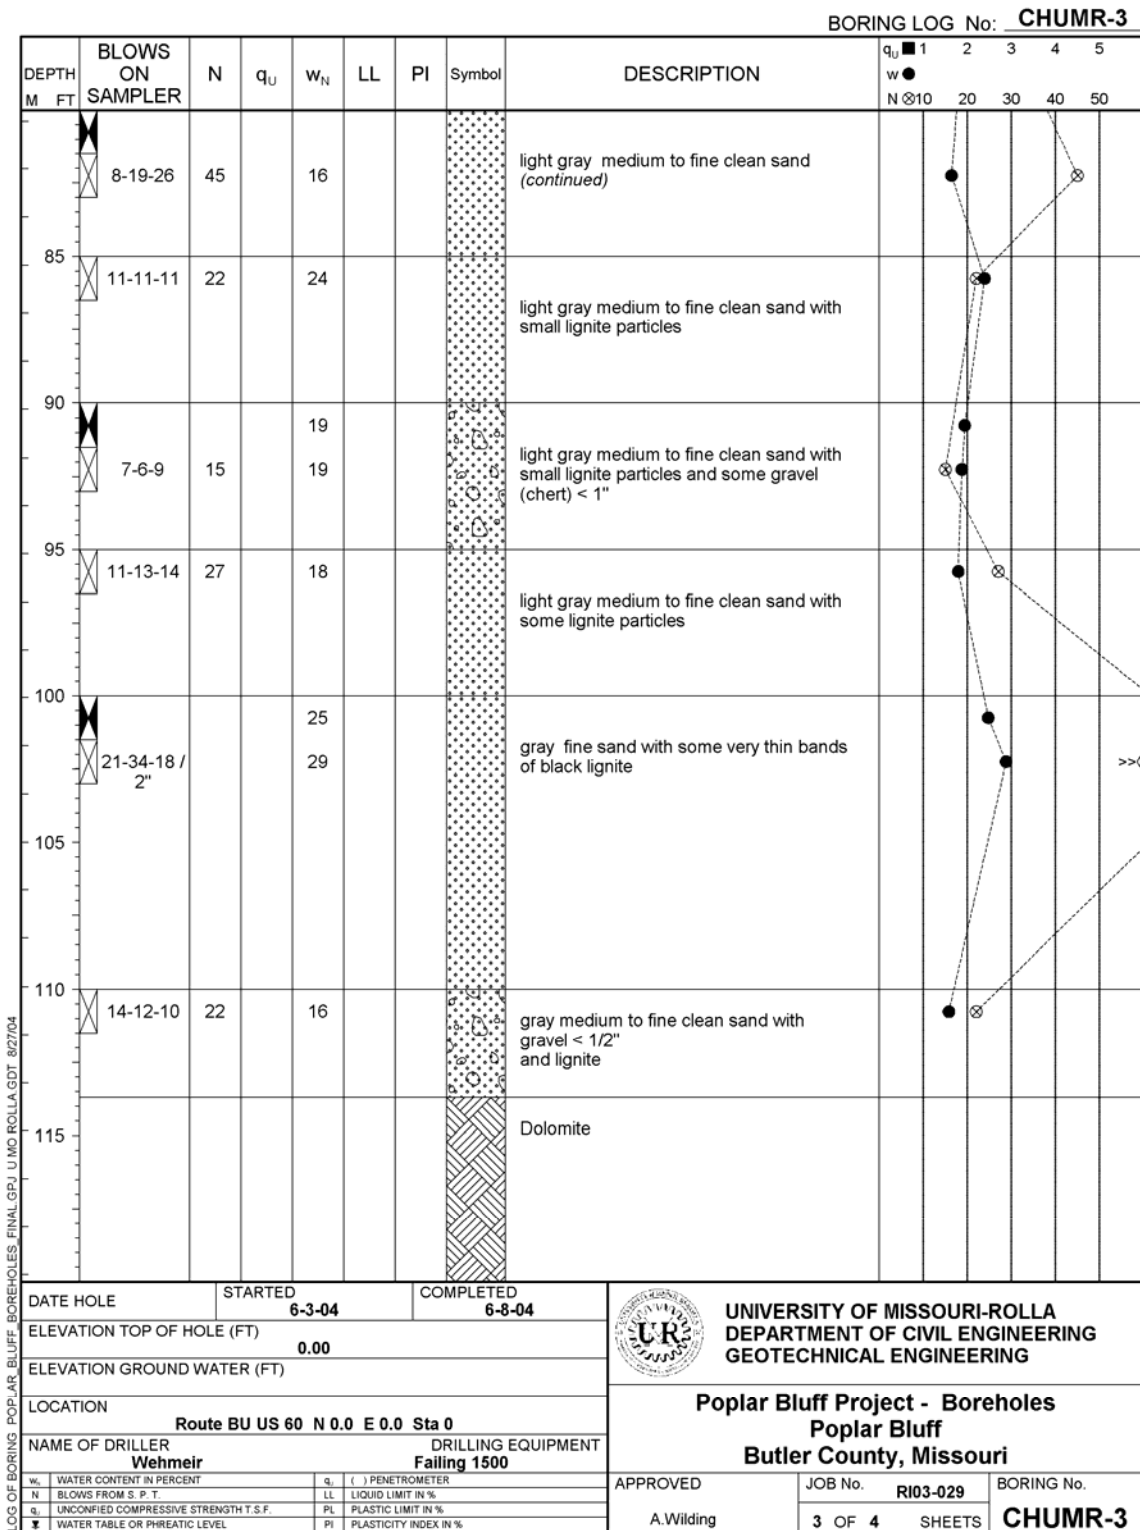 BORING LOG No: CHUMR-3
DEPTH
M FT
BLOWS
ON
SAMPLER
N
qU
wN
LL
PI
Symbol
DESCRIPTION
qU 1 2 3 4 5
w
N 10 20 30 40 50
8-19-26 45 16
light gray medium to fine clean sand
(continued)
85
11-11-11 22 24
light gray medium to fine clean sand with
small lignite particles
90
19
7-6-9 15 19
light gray medium to fine clean sand with
small lignite particles and some gravel
(chert) < 1"
95
11-13-14 27 18
light gray medium to fine clean sand with
some lignite particles
100
25
21-34-18 /
2"
29
gray fine sand with some very thin bands
of black lignite
>>
105
110
14-12-10 22 16
gray medium to fine clean sand with
gravel < 1/2"
and lignite
115
Dolomite
LOG OF BORING POPLAR_BLUFF_BOREHOLES_FINAL.GPJ U MO ROLLA.GDT 8/27/04
DATE HOLE
STARTED
6-3-04
COMPLETED
6-8-04
ELEVATION TOP OF HOLE (FT)
0.00
ELEVATION GROUND WATER (FT)
LOCATION
Route BU US 60 N 0.0 E 0.0 Sta 0
NAME OF DRILLER
Wehmeir
DRILLING EQUIPMENT
Failing 1500
wN WATER CONTENT IN PERCENT
N BLOWS FROM S. P. T.
qU UNCONFIED COMPRESSIVE STRENGTH T.S.F.
WATER TABLE OR PHREATIC LEVEL
qU ( ) PENETROMETER
LL LIQUID LIMIT IN %
PL PLASTIC LIMIT IN %
PI PLASTICITY INDEX IN %
UR
UNIVERSITY OF MISSOURI-ROLLA
DEPARTMENT OF CIVIL ENGINEERING
GEOTECHNICAL ENGINEERING
Poplar Bluff Project - Boreholes
Poplar Bluff
Butler County, Missouri
APPROVED
A.Wilding
JOB No. RI03-029
3 OF 4 SHEETS
BORING No.
CHUMR-3